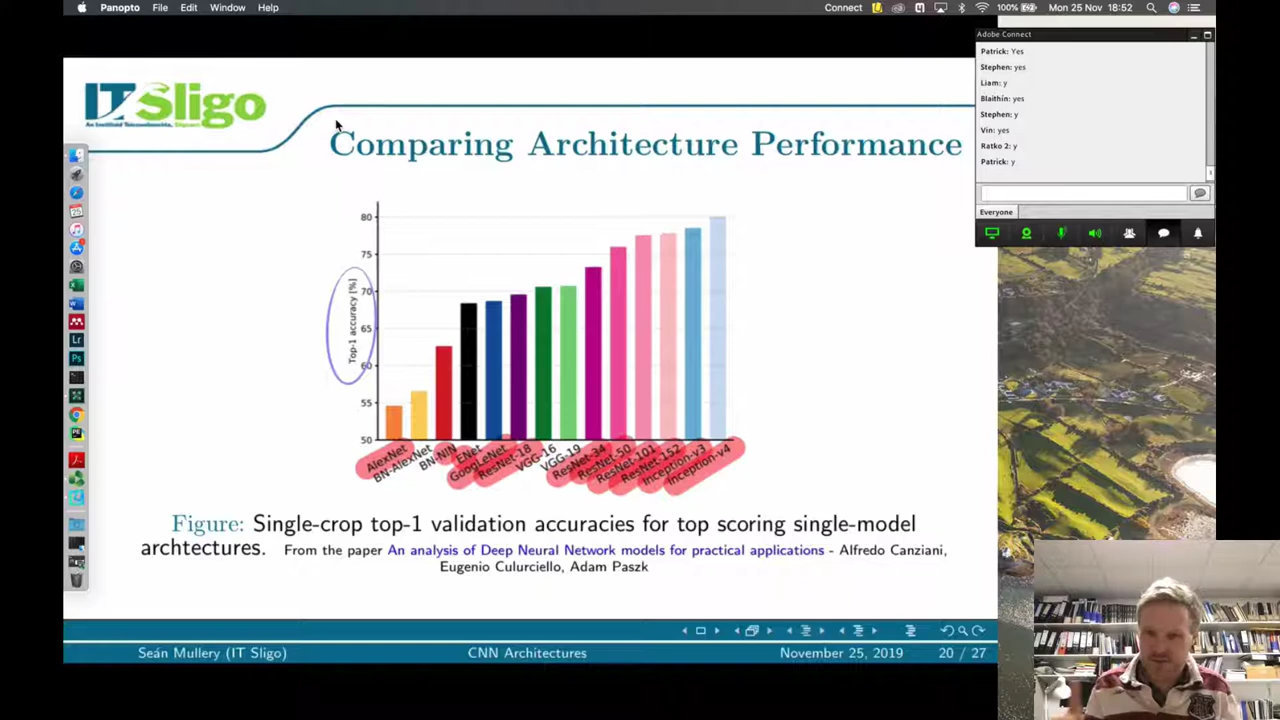 Panopto File Edit Window Help
Connect 100% Mon 25 Nov 18:52
Adobe Connect
Patrick: Yes
Stephen: yes
Liam: y
Blaithín: yes
Stephen: y
Vin: yes
Ratko 2: y
Patrick: y
Everyone
IT Sligo
An Institiúid Teicneolaíochta, Sligeach
Comparing Architecture Performance
80
75
70
65
60
55
50
Top-1 accuracy [%]
AlexNet
BN-AlexNet
BN-NIN
ENet
GoogLeNet
ResNet-18
VGG-16
VGG-19
ResNet-34
ResNet-50
ResNet-101
ResNet-152
Inception-v3
Inception-v4
Figure: Single-crop top-1 validation accuracies for top scoring single-model
archtectures. From the paper An analysis of Deep Neural Network models for practical applications - Alfredo Canziani,
Eugenio Culurciello, Adam Paszk
Seán Mullery (IT Sligo) CNN Architectures November 25, 2019 20 / 27